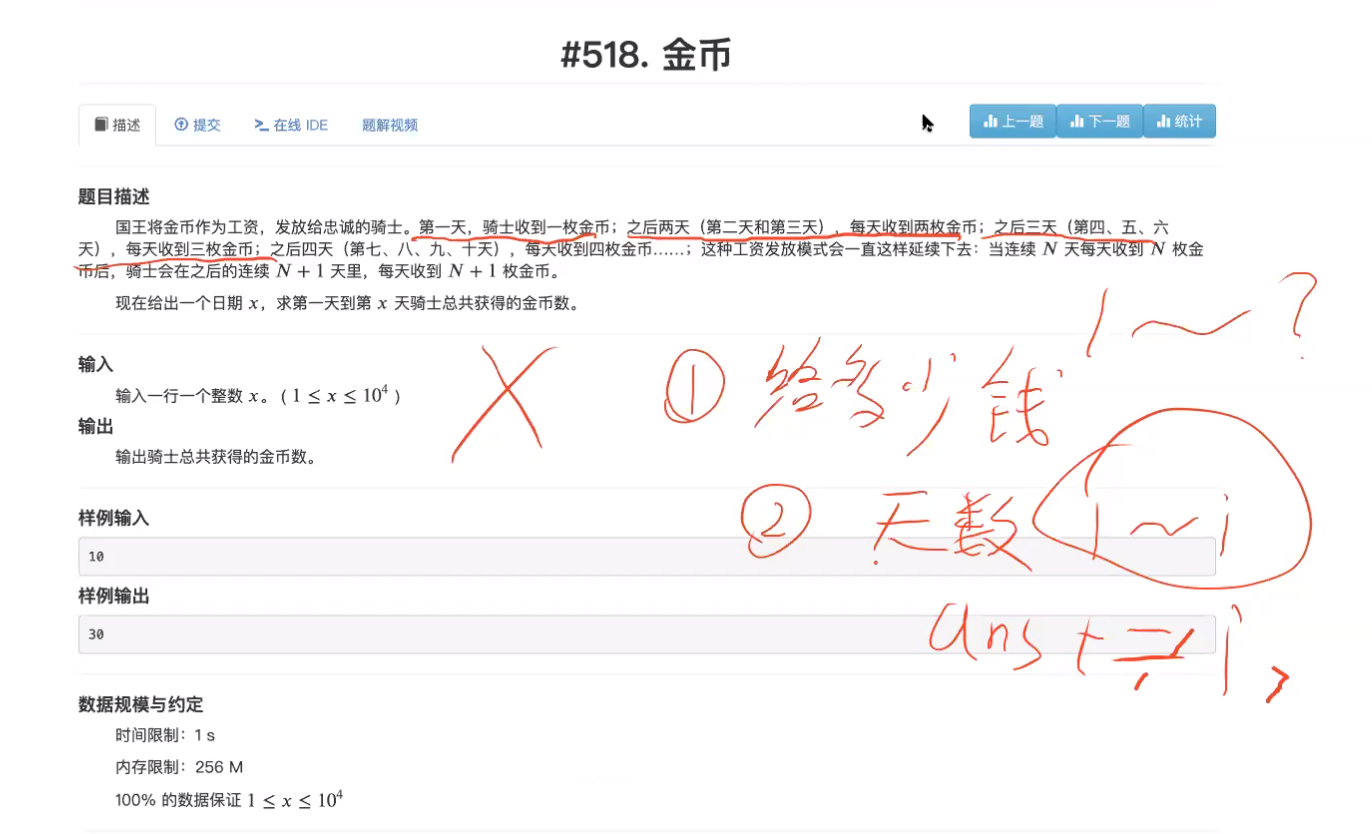 #518. 金币
描述 提交 在线 IDE 题解视频 上一题 下一题 统计
题目描述
国王将金币作为工资，发放给忠诚的骑士。第一天，骑士收到一枚金币；之后两天（第二天和第三天），每天收到两枚金币；之后三天（第四、五、六
天），每天收到三枚金币；之后四天（第七、八、九、十天），每天收到四枚金币……；这种工资发放模式会一直这样延续下去：当连续 N 天每天收到 N 枚金
币后，骑士会在之后的连续 N + 1 天里，每天收到 N + 1 枚金币。
现在给出一个日期 x，求第一天到第 x 天骑士总共获得的金币数。
1 ~ ?
输入
输入一行一个整数 x。( 1 ≤ x ≤ 10⁴ )
X ① 给多少钱
输出
输出骑士总共获得的金币数。
② 天数 1 ~ i
样例输入
10
样例输出
30
ans += i;
数据规模与约定
时间限制：1 s
内存限制：256 M
100% 的数据保证 1 ≤ x ≤ 10⁴